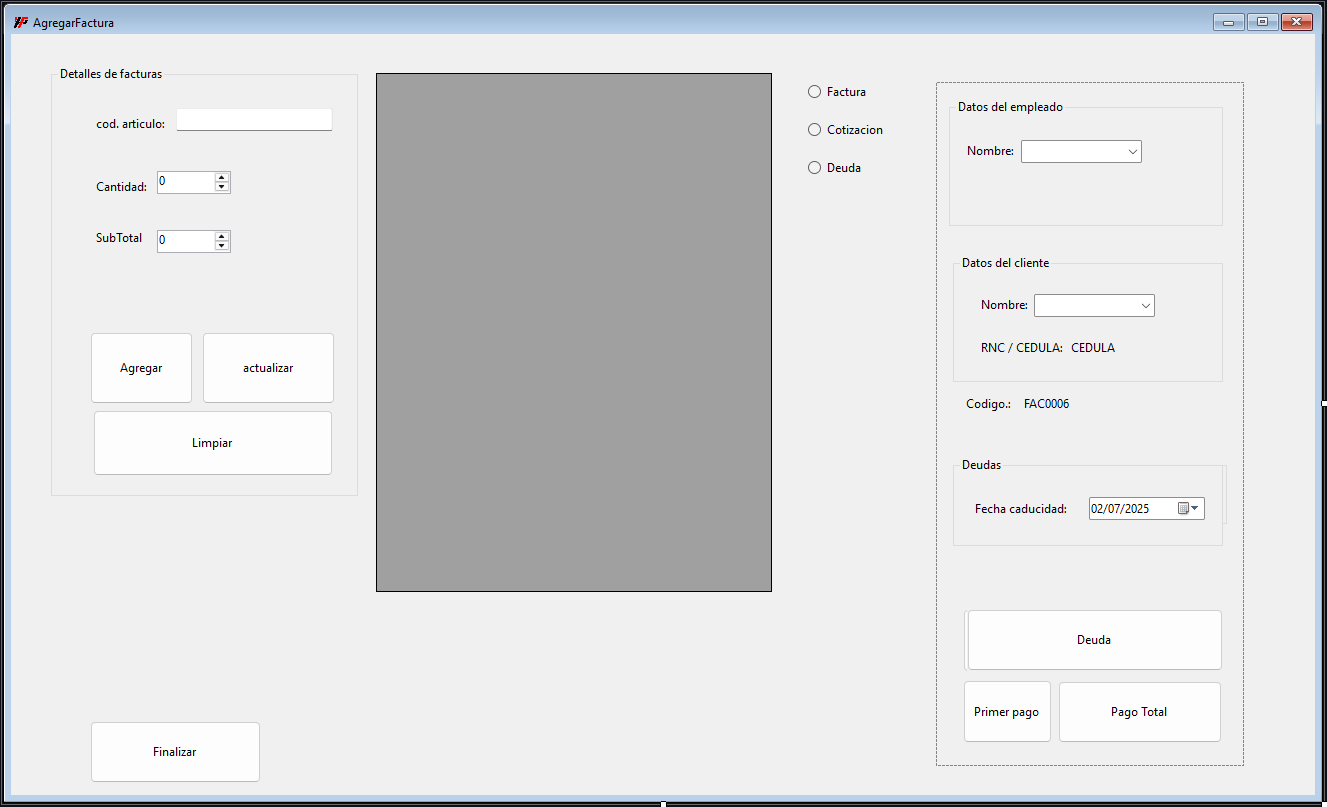 AgregarFactura
Detalles de facturas
cod. articulo:
Cantidad: 0
SubTotal 0
Agregar
actualizar
Limpiar
Finalizar
Factura
Cotizacion
Deuda
Datos del empleado
Nombre:
Datos del cliente
Nombre:
RNC / CEDULA: CEDULA
Codigo.: FAC0006
Deudas
Fecha caducidad: 02/07/2025
Deuda
Primer pago
Pago Total